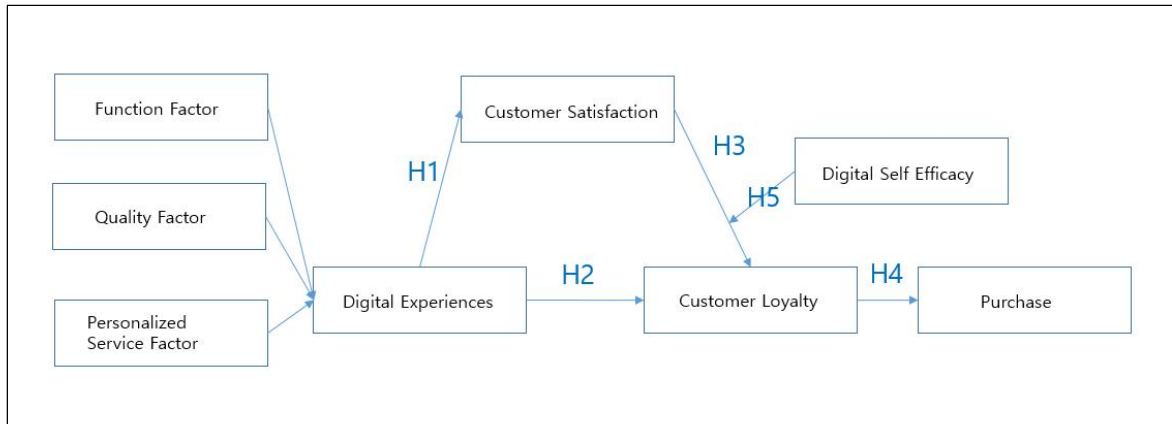 Function Factor
Customer Satisfaction
H3
H1
Digital Self Efficacy
H5
Quality Factor
H2
H4
Digital Experiences
Customer Loyalty
Purchase
Personalized
Service Factor